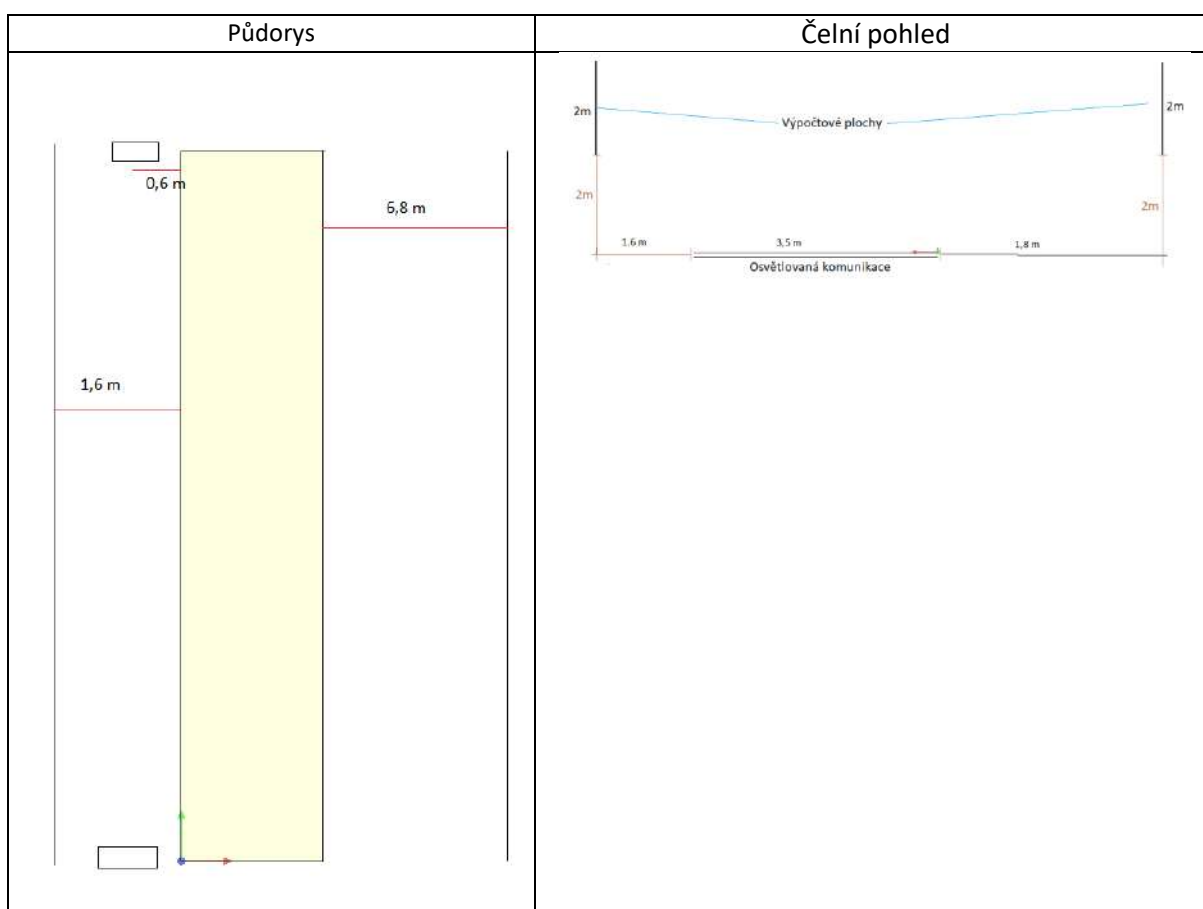 Půdorys
Čelní pohled
0,6 m
6,8 m
1,6 m
2m
Výpočtové plochy
2m
2m
2m
1.6 m
3,5 m
1,8 m
Osvětlovaná komunikace